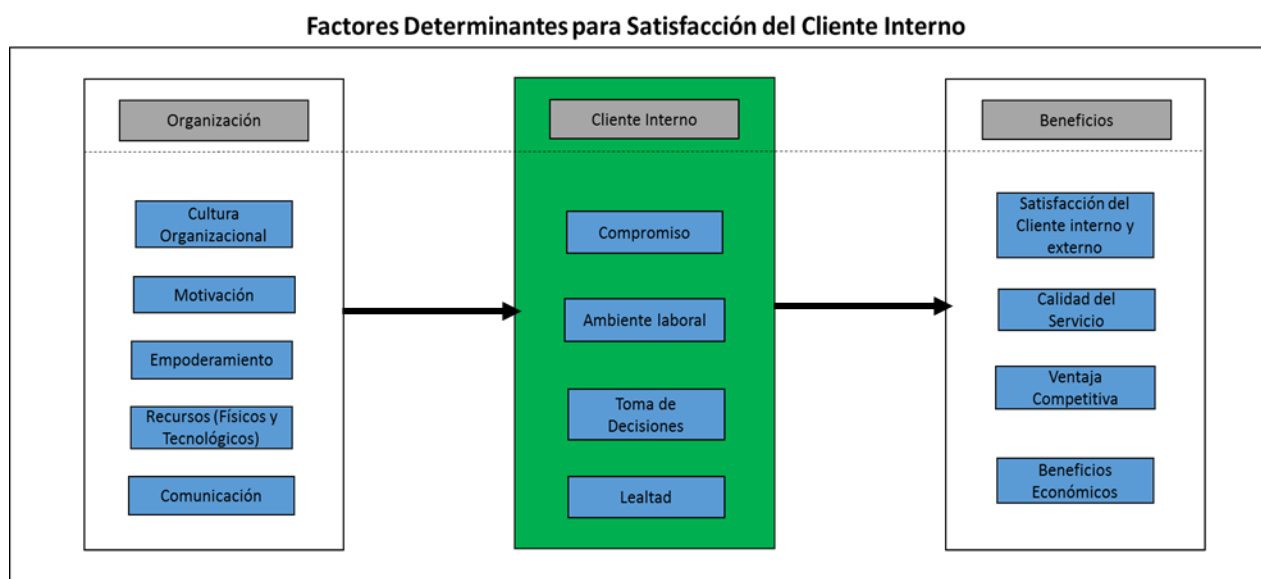 Factores Determinantes para Satisfacción del Cliente Interno
Organización
Cultura
Organizacional
Motivación
Empoderamiento
Recursos (Físicos y
Tecnológicos)
Comunicación
Cliente Interno
Compromiso
Ambiente laboral
Toma de
Decisiones
Lealtad
Beneficios
Satisfacción del
Cliente interno y
externo
Calidad del
Servicio
Ventaja
Competitiva
Beneficios
Económicos